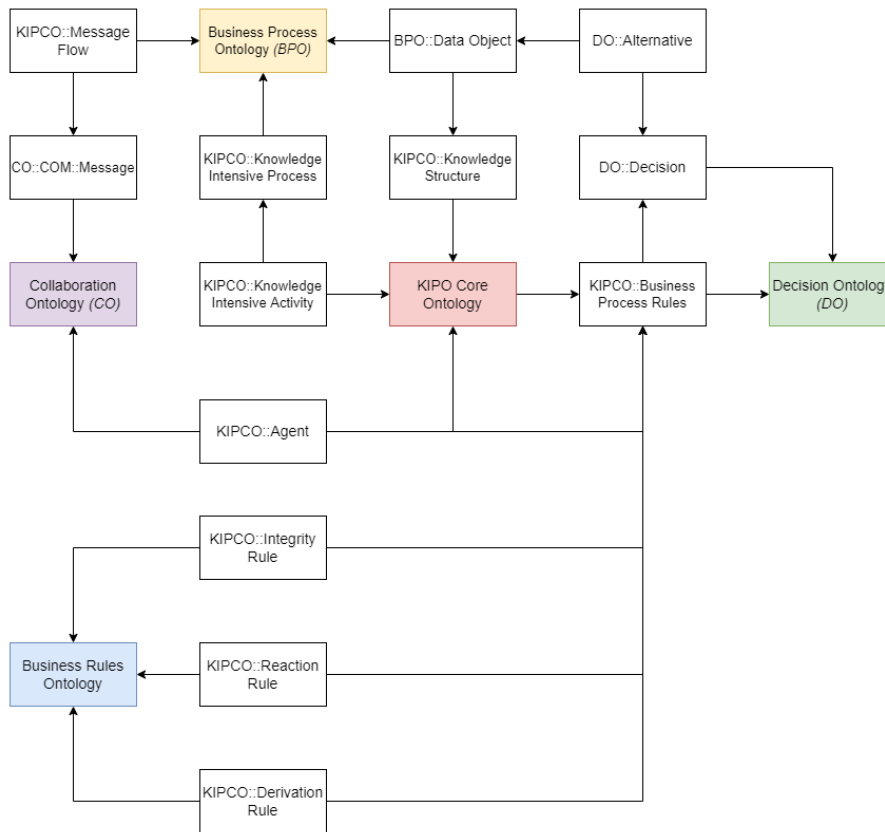 KIPCO::Message
Flow
Business Process
Ontology (BPO)
BPO::Data Object
DO::Alternative
CO::COM::Message
KIPCO::Knowledge
Intensive Process
KIPCO::Knowledge
Structure
DO::Decision
Collaboration
Ontology (CO)
KIPCO::Knowledge
Intensive Activity
KIPO Core
Ontology
KIPCO::Business
Process Rules
Decision Ontology
(DO)
KIPCO::Agent
KIPCO::Integrity
Rule
Business Rules
Ontology
KIPCO::Reaction
Rule
KIPCO::Derivation
Rule